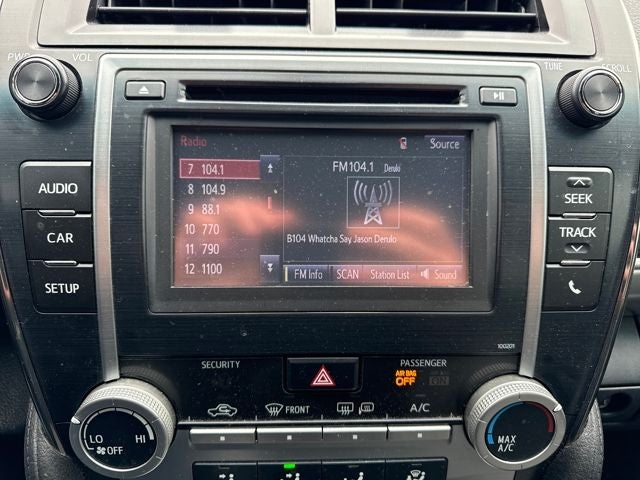 PWR VOL
TUNE SCROLL
Radio Source
7 104.1
8 104.9
9 88.1
10 770
11 790
12 1100
FM104.1 Derulo
B104 Whatcha Say Jason Derulo
FM Info SCAN Station List Sound
AUDIO
CAR
SETUP
SEEK
TRACK
100201
SECURITY
PASSENGER
AIR BAG
OFF ON
FRONT
A/C
LO HI
OFF
MAX
A/C